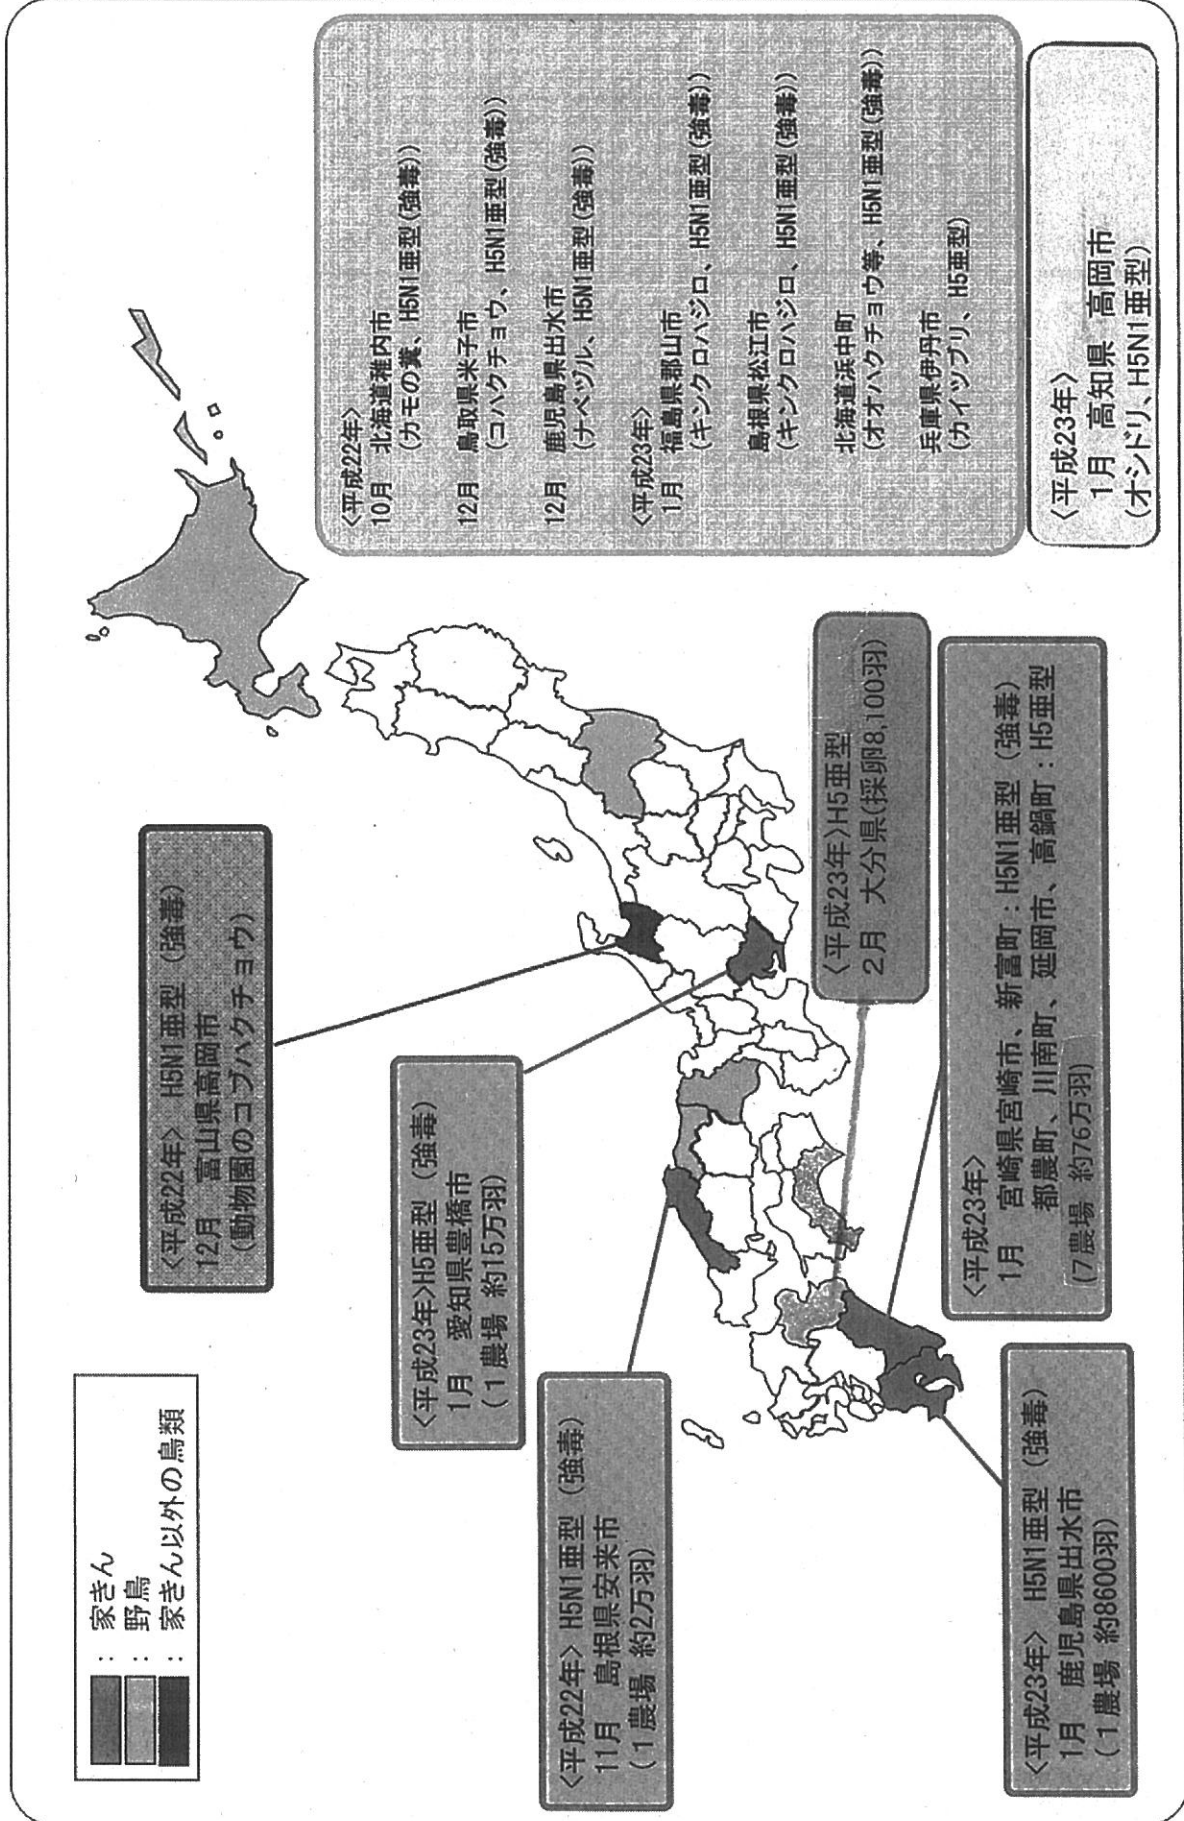 ： 家きん
： 野鳥
： 家きん以外の鳥類
<平成22年> H5N1亜型 (強毒)
12月 富山県高岡市
(動物園のコブハクチョウ)
<平成23年>H5亜型 (強毒)
1月 愛知県豊橋市
(１農場 約15万羽)
<平成22年> H5N1亜型 (強毒)
11月 島根県安来市
(１農場 約2万羽)
<平成23年> H5N1亜型 (強毒)
1月 鹿児島県出水市
(１農場 約8600羽)
<平成23年>
1月 宮崎県宮崎市、新富町：H5N1亜型 (強毒)
都農町、川南町、延岡市、高鍋町：H5亜型
(7農場 約76万羽)
<平成23年>H5亜型
２月 大分県(採卵8,100羽)
<平成22年>
10月 北海道稚内市
(カモの糞、H5N1亜型(強毒))
12月 鳥取県米子市
(コハクチョウ、H5N1亜型(強毒))
12月 鹿児島県出水市
(ナベヅル、H5N1亜型(強毒))
<平成23年>
1月 福島県郡山市
(キンクロハジロ、H5N1亜型(強毒))
島根県松江市
(キンクロハジロ、H5N1亜型(強毒))
北海道浜中町
(オオハクチョウ等、H5N1亜型(強毒))
兵庫県伊丹市
(カイツブリ、H5亜型)
<平成23年>
1月 高知県 高岡市
(オシドリ、H5N1亜型)